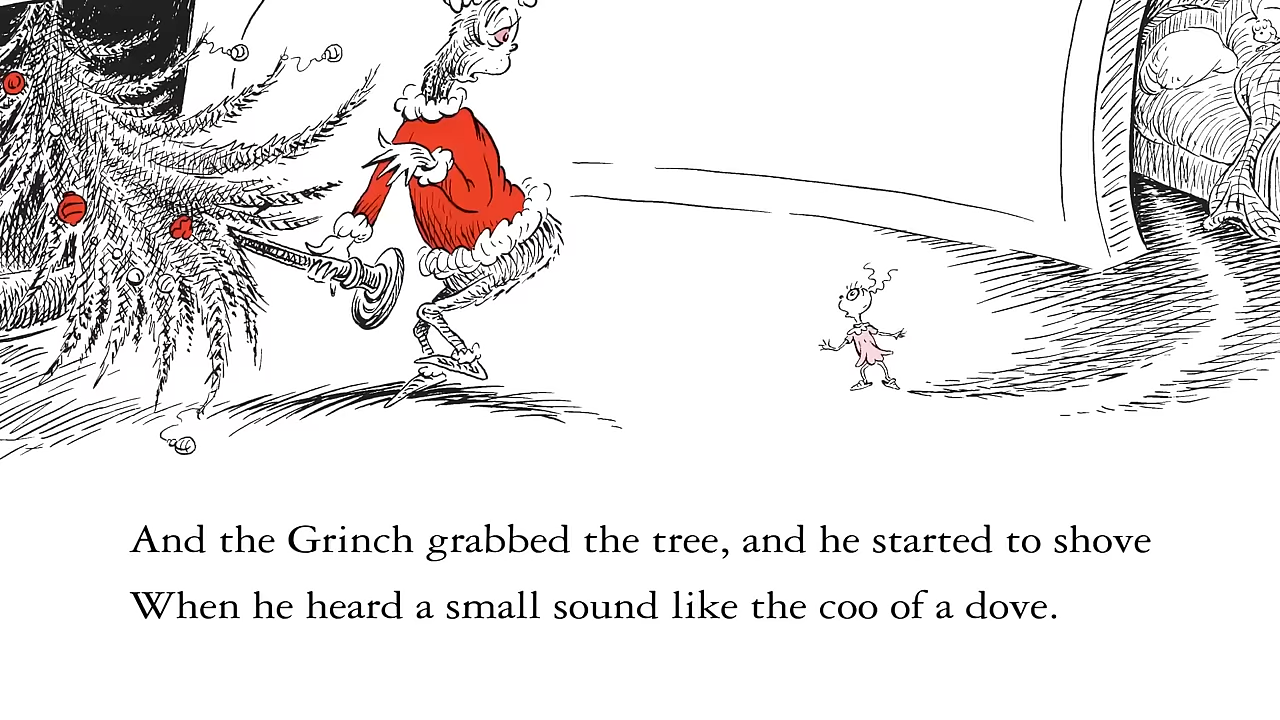 And the Grinch grabbed the tree, and he started to shove
When he heard a small sound like the coo of a dove.